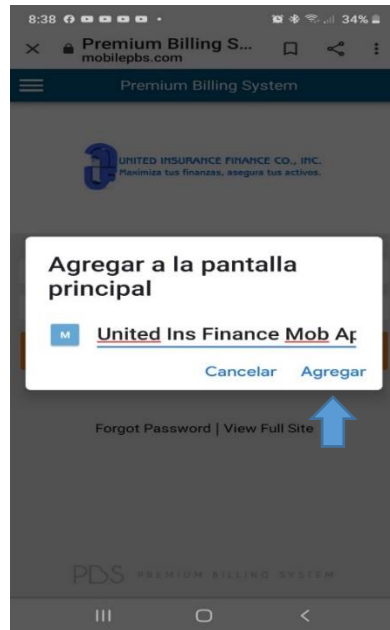 8:38
34%
Premium Billing S...
mobilepbs.com
Premium Billing System
UNITED INSURANCE FINANCE CO., INC.
Maximiza tus finanzas, asegura tus activos.
Agregar a la pantalla
principal
M United Ins Finance Mob Ap
Cancelar Agregar
Forgot Password | View Full Site
PBS PREMIUM BILLING SYSTEM